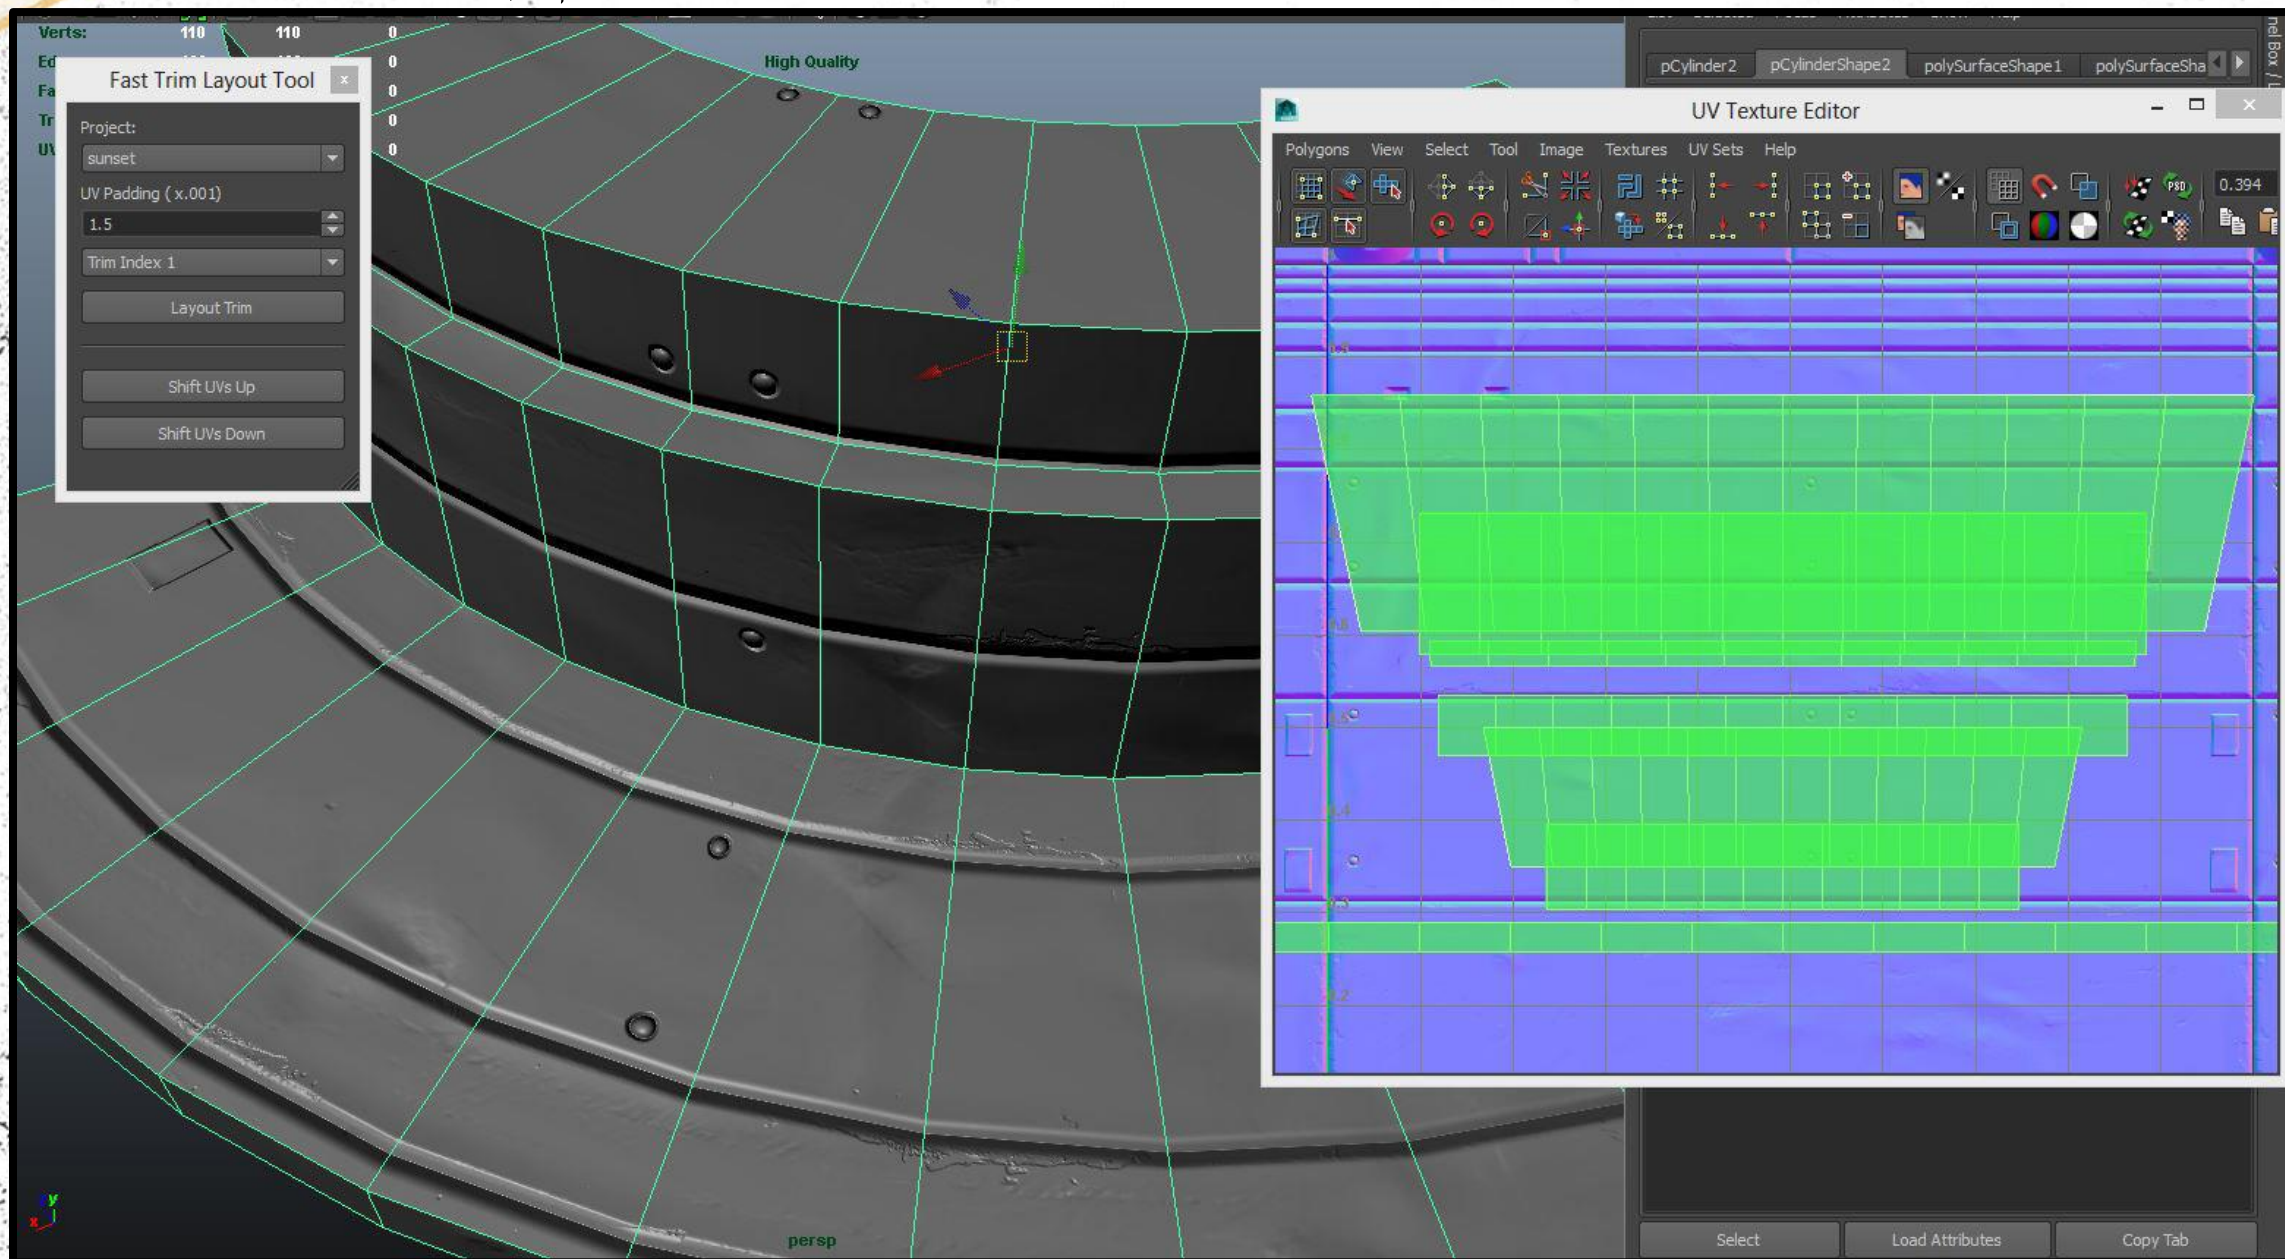 Verts: 110 110 0
0
0
0
0
High Quality
Fast Trim Layout Tool
Project:
sunset
UV Padding ( x.001)
1.5
Trim Index 1
Layout Trim
Shift UVs Up
Shift UVs Down
pCylinder2 pCylinderShape2 polySurfaceShape1 polySurfaceSha
UV Texture Editor
Polygons View Select Tool Image Textures UV Sets Help
PSD 0.394
persp
y
x
Select Load Attributes Copy Tab